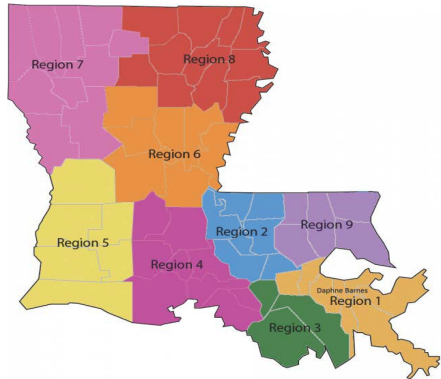 Region 7
Region 8
Region 6
Region 2
Region 9
Region 5
Region 4
Daphne Barnes
Region 1
Region 3